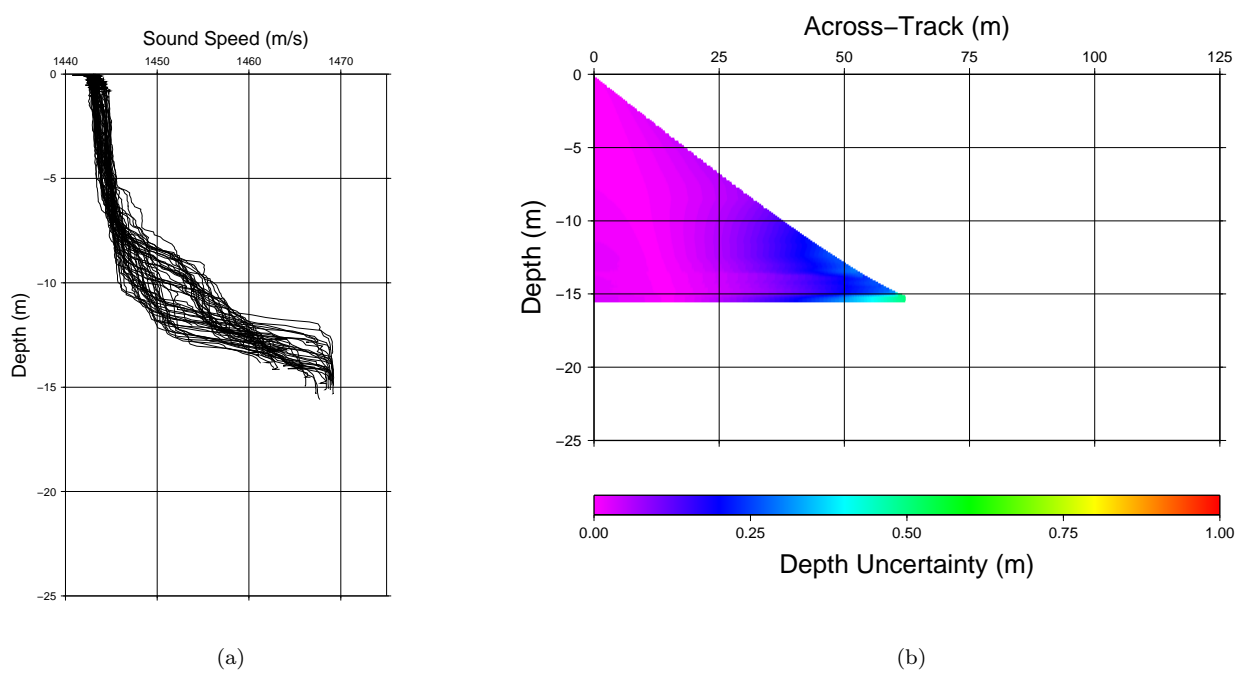 Sound Speed (m/s)
1440 1450 1460 1470
0
−5
−10
−15
−20
−25
Depth (m)
(a)
Across−Track (m)
0 25 50 75 100 125
0
−5
−10
−15
−20
−25
Depth (m)
0.00 0.25 0.50 0.75 1.00
Depth Uncertainty (m)
(b)